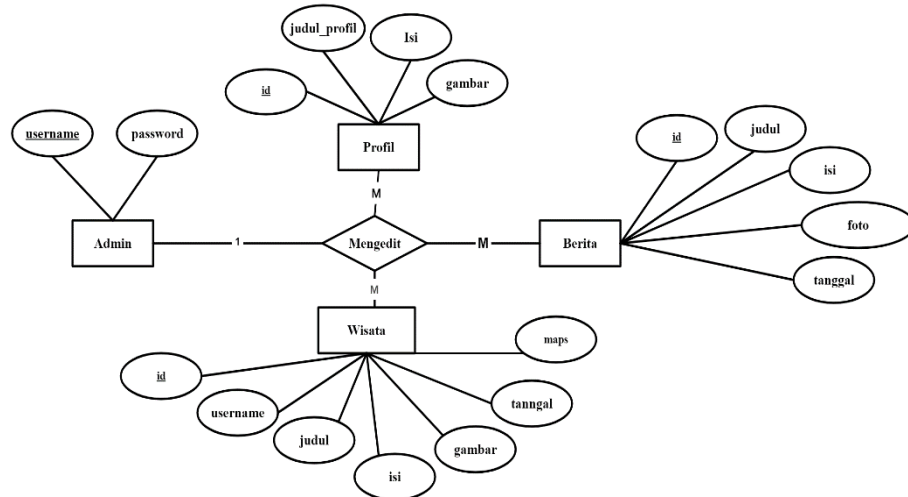 judul_profil
Isi
id
gambar
username
password
Profil
id
judul
isi
M
Admin
1
Mengedit
M
Berita
foto
tanggal
M
Wisata
maps
id
username
tanngal
judul
gambar
isi